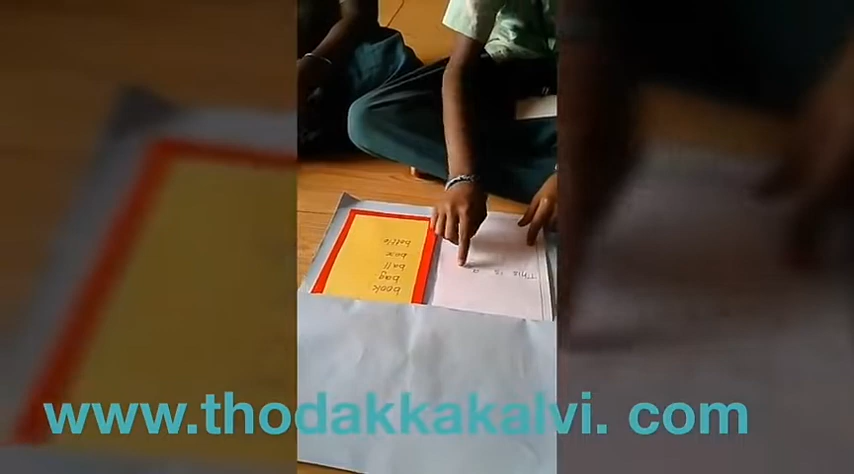 This is a
book
bag
ball
box
bottle
www.thodakkakalvi. com